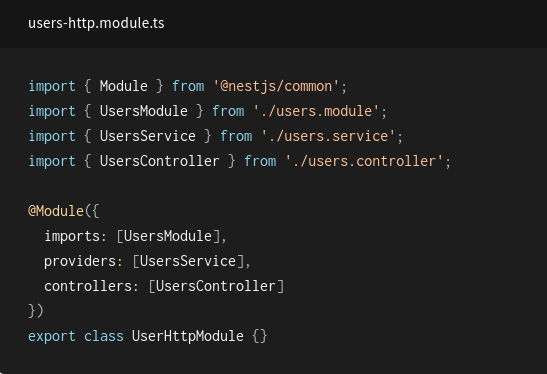 users-http.module.ts
import { Module } from '@nestjs/common';
import { UsersModule } from './users.module';
import { UsersService } from './users.service';
import { UsersController } from './users.controller';
@Module({
  imports: [UsersModule],
  providers: [UsersService],
  controllers: [UsersController]
})
export class UserHttpModule {}